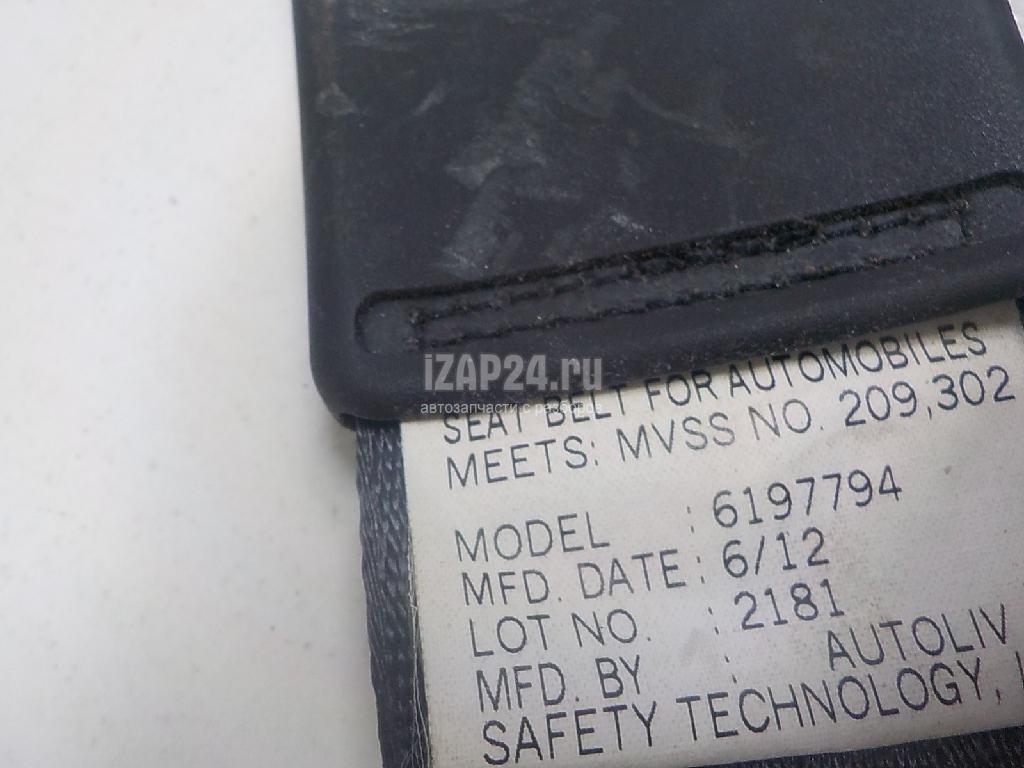 iZAP24.ru
автозапчасти с разборов
SEAT BELT FOR AUTOMOBILES
MEETS: MVSS NO. 209,302
MODEL : 6197794
MFD. DATE : 6/12
LOT NO. : 2181
MFD. BY : AUTOLIV
SAFETY TECHNOLOGY,